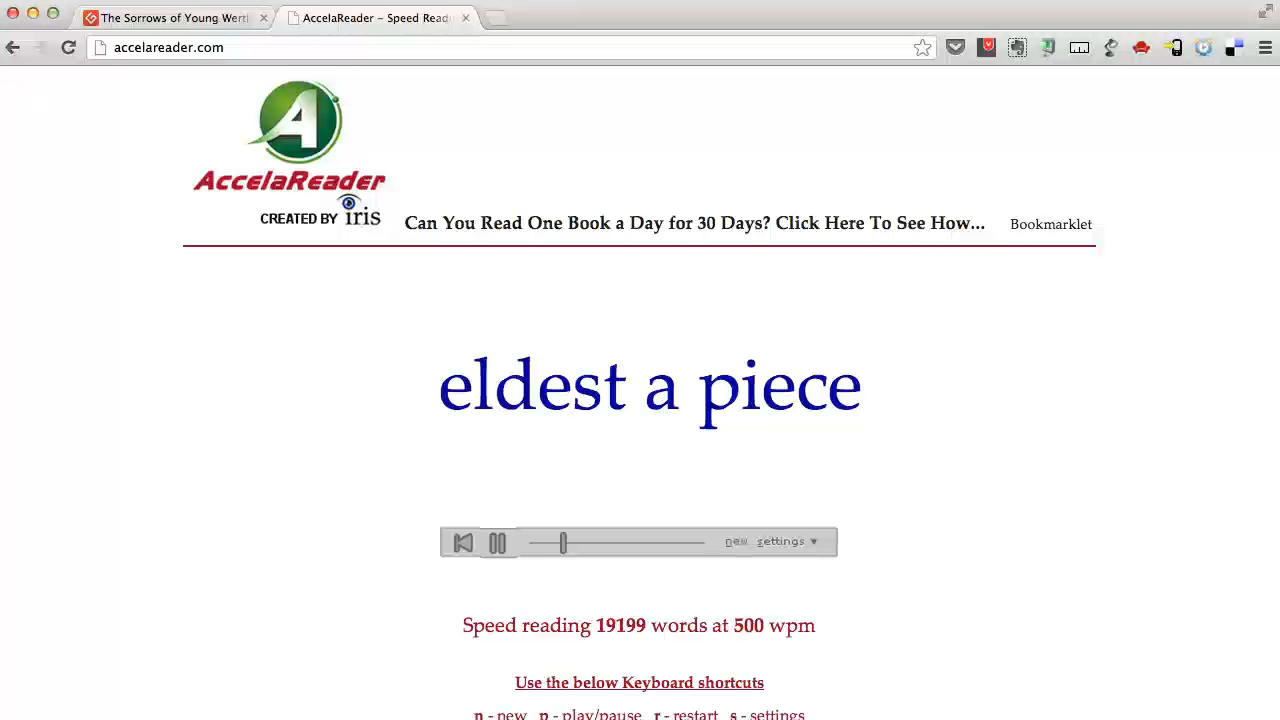 The Sorrows of Young Wert
AccelaReader – Speed Read
accelareader.com
A
AccelaReader
CREATED BY iris
Can You Read One Book a Day for 30 Days? Click Here To See How...
Bookmarklet
eldest a piece
new settings ▼
Speed reading 19199 words at 500 wpm
Use the below Keyboard shortcuts
n - new p - play/pause r - restart s - settings